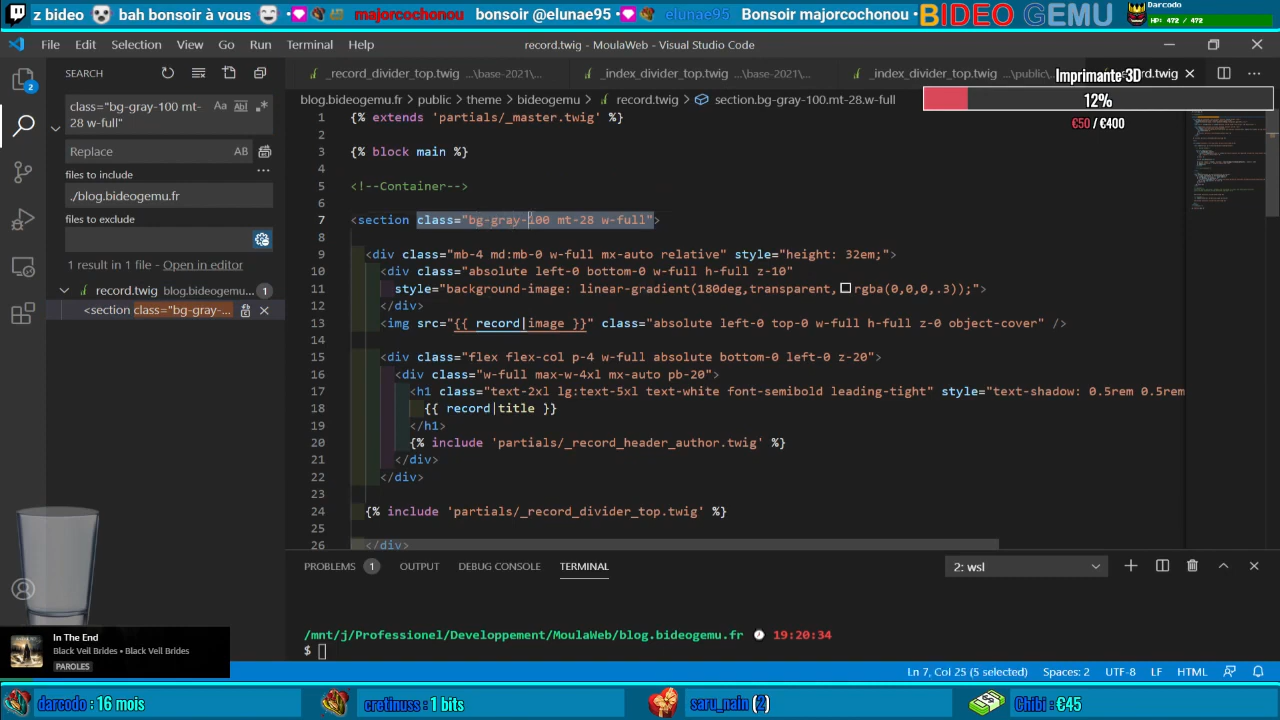 z bideo bah bonsoir à vous majorcochonou bonsoir @elunae95 elunae95 Bonsoir majorcochonou BIDEO GEMU
Darcodo
HP: 472 / 472
File Edit Selection View Go Run Terminal Help
record.twig - MoulaWeb - Visual Studio Code
2
SEARCH
class="bg-gray-100 mt-
28 w-full"
Aa Abl .*
Replace AB
files to include ...
./blog.bideogemu.fr
files to exclude
1 result in 1 file - Open in editor
record.twig 1
<section class="bg-gray-...
_record_divider_top.twig ...\base-2021\... _index_divider_top.twig ...\base-2021\... _index_divider_top.twig ...\public\... record.twig
Imprimante 3D
12%
€50 / €400
blog.bideogemu.fr > public > theme > bideogemu > record.twig > section.bg-gray-100.mt-28.w-full
1 {% extends 'partials/_master.twig' %}
2
3 {% block main %}
4
5 <!--Container-->
6
7 <section class="bg-gray-100 mt-28 w-full">
8
9 <div class="mb-4 md:mb-0 w-full mx-auto relative" style="height: 32em;">
10 <div class="absolute left-0 bottom-0 w-full h-full z-10"
11 style="background-image: linear-gradient(180deg,transparent,rgba(0,0,0,.3));">
12 </div>
13 <img src="{{ record|image }}" class="absolute left-0 top-0 w-full h-full z-0 object-cover" />
14
15 <div class="flex flex-col p-4 w-full absolute bottom-0 left-0 z-20">
16 <div class="w-full max-w-4xl mx-auto pb-20">
17 <h1 class="text-2xl lg:text-5xl text-white font-semibold leading-tight" style="text-shadow: 0.5rem 0.5rem
18 {{ record|title }}
19 </h1>
20 {% include 'partials/_record_header_author.twig' %}
21 </div>
22 </div>
23
24 {% include 'partials/_record_divider_top.twig' %}
25
26 </div>
PROBLEMS 1 OUTPUT DEBUG CONSOLE TERMINAL 2: wsl
/mnt/j/Professionel/Developpement/MoulaWeb/blog.bideogemu.fr 19:20:34
$
In The End
Black Veil Brides • Black Veil Brides
PAROLES
Ln 7, Col 25 (5 selected) Spaces: 2 UTF-8 LF HTML
darcodo : 16 mois cretinuss : 1 bits saru_nain (2) Chibi : €45